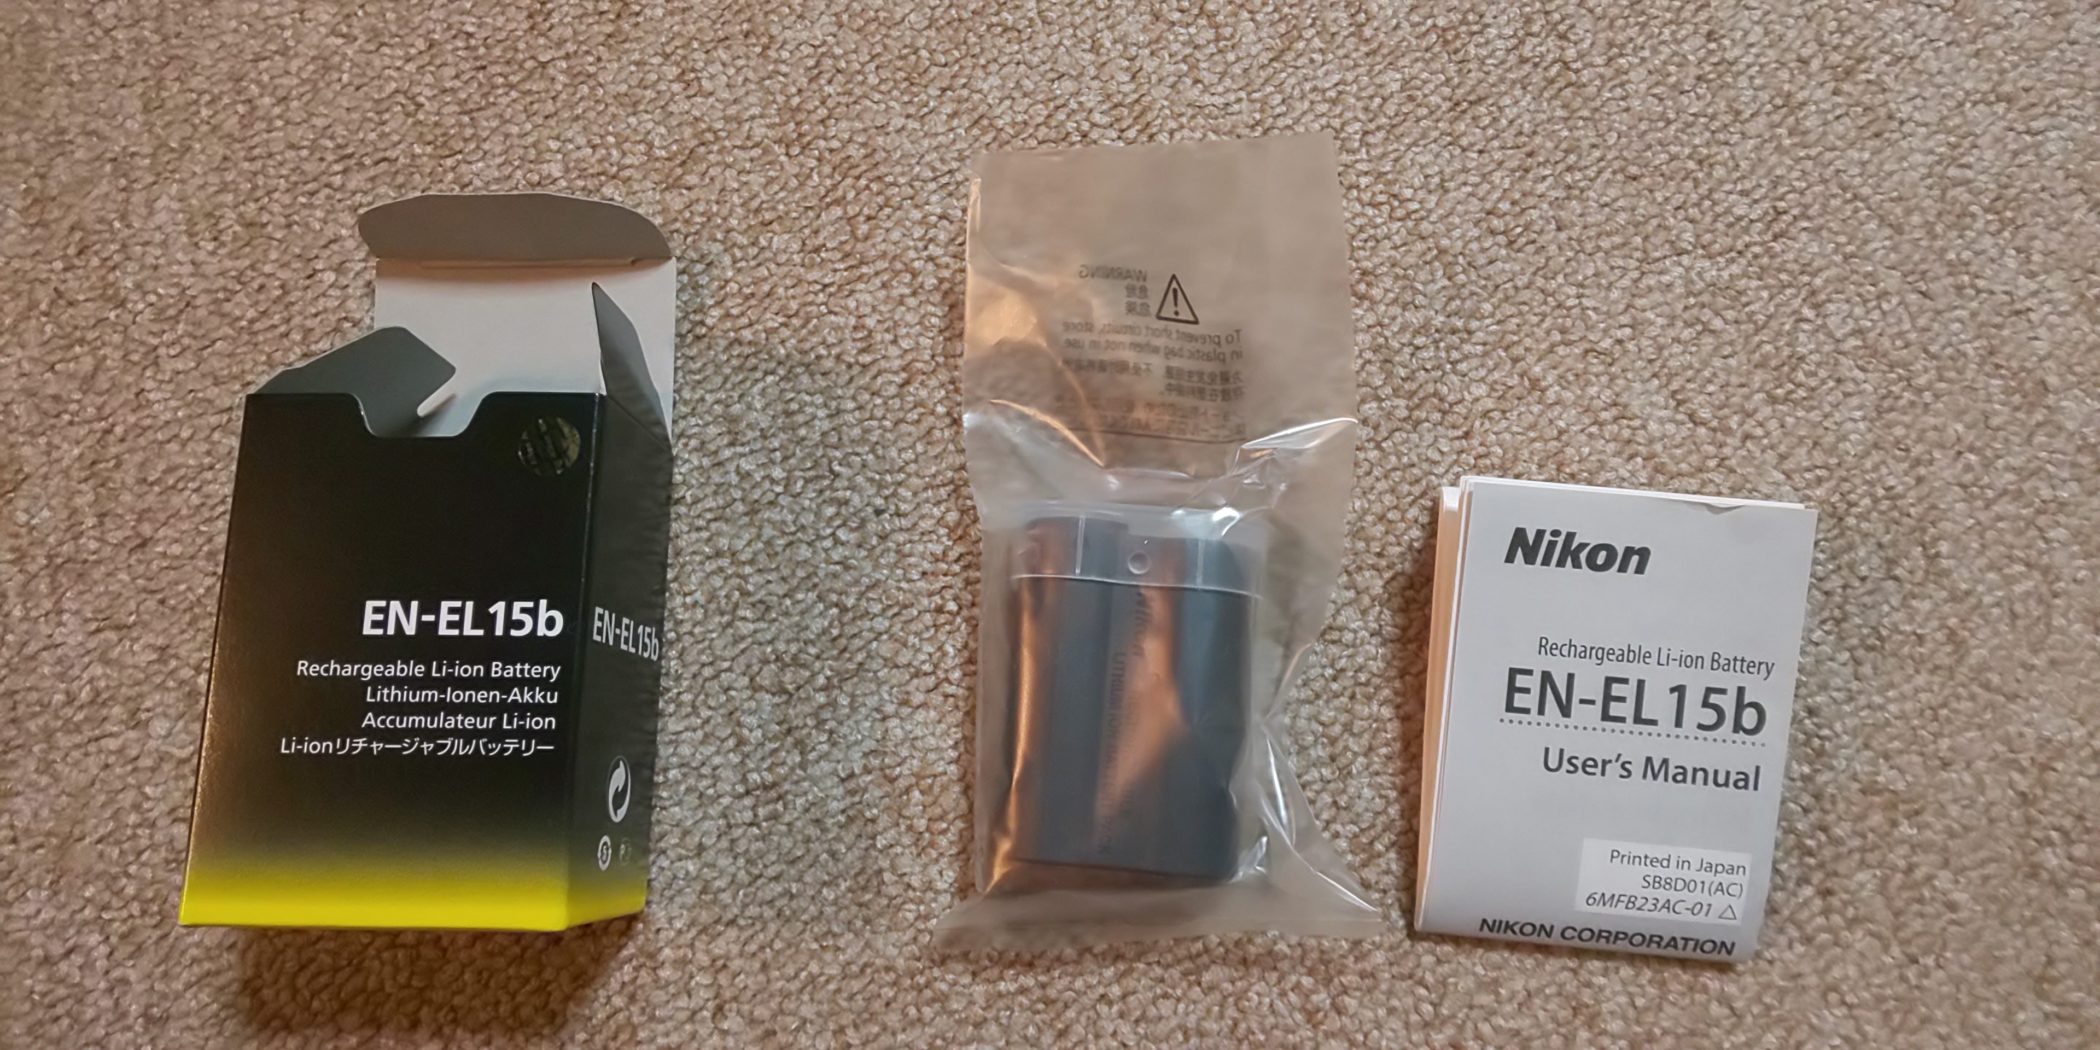 EN-EL15b
Rechargeable Li-ion Battery
Lithium-Ionen-Akku
Accumulateur Li-ion
Li-ionリチャージャブルバッテリー
EN-EL15b
WARNING
To prevent short circuits, store
in plastic bag when not in use
Nikon
Rechargeable Li-ion Battery
EN-EL15b
User's Manual
Printed in Japan
SB8D01(AC)
6MFB23AC-01 △
NIKON CORPORATION